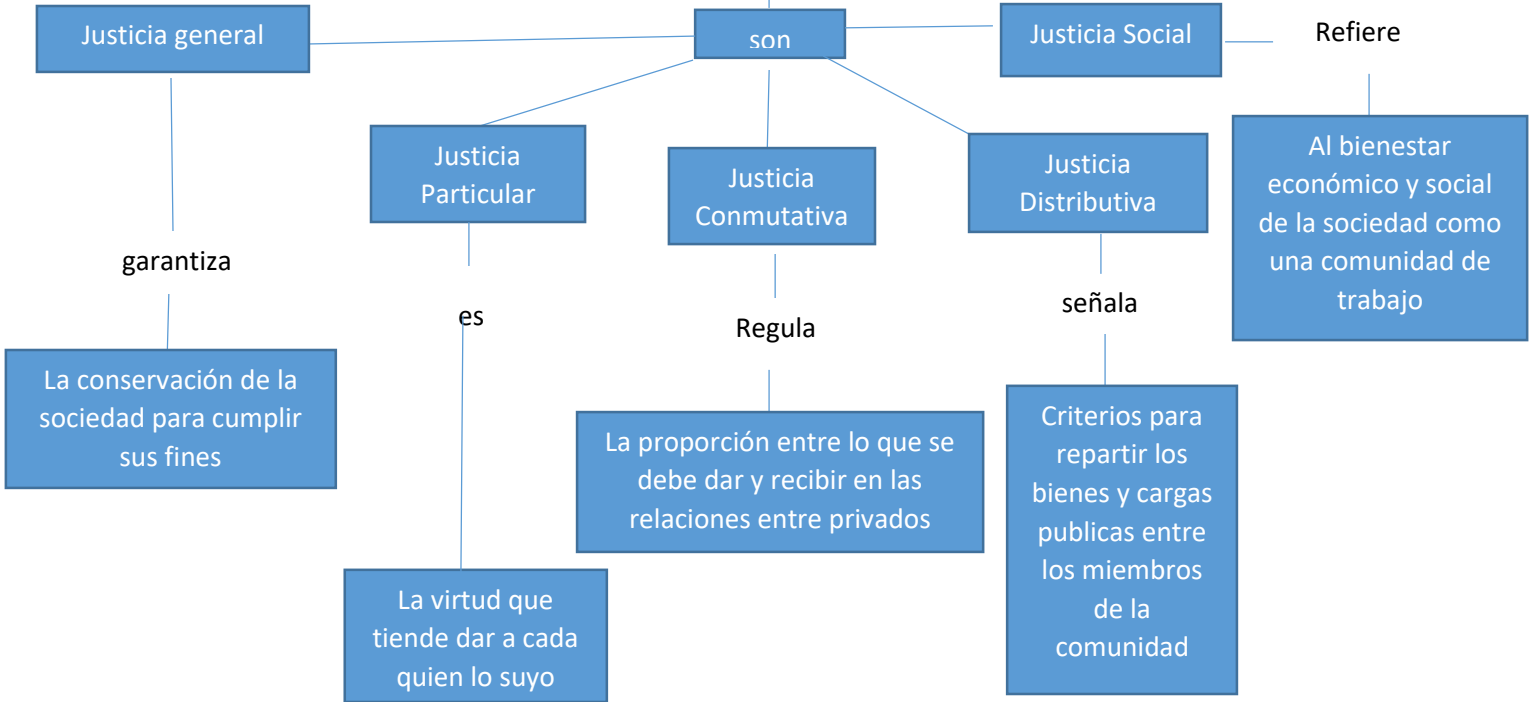 Justicia general
son
Justicia Social
Refiere
Justicia
Particular
Justicia
Conmutativa
Justicia
Distributiva
Al bienestar
económico y social
de la sociedad como
una comunidad de
trabajo
garantiza
es
Regula
señala
La conservación de la
sociedad para cumplir
sus fines
La virtud que
tiende dar a cada
quien lo suyo
La proporción entre lo que se
debe dar y recibir en las
relaciones entre privados
Criterios para
repartir los
bienes y cargas
publicas entre
los miembros
de la
comunidad